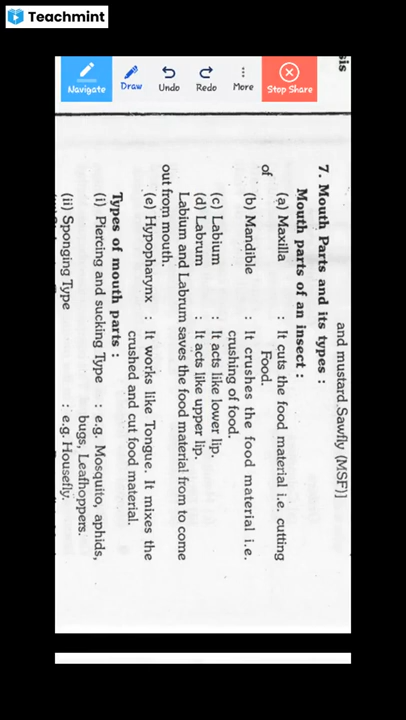 Teachmint
Navigate
Draw
Undo
Redo
More
Stop Share
sis
and mustard Sawfly (MSF)]
7. Mouth Parts and its types :
Mouth parts of an insect :
(a) Maxilla : It cuts the food material i.e. cutting
of Food.
(b) Mandible : It crushes the food material i.e.
crushing of food.
(c) Labium : It acts like lower lip.
(d) Labrum : It acts like upper lip.
Labium and Labrum saves the food material from to come
out from mouth.
(e) Hypopharynx : It works like Tongue. It mixes the
crushed and cut food material.
Types of mouth parts :
(i) Piercing and sucking Type : e.g. Mosquito, aphids,
bugs, Leafhoppers.
(ii) Sponging Type : e.g. Housefly.